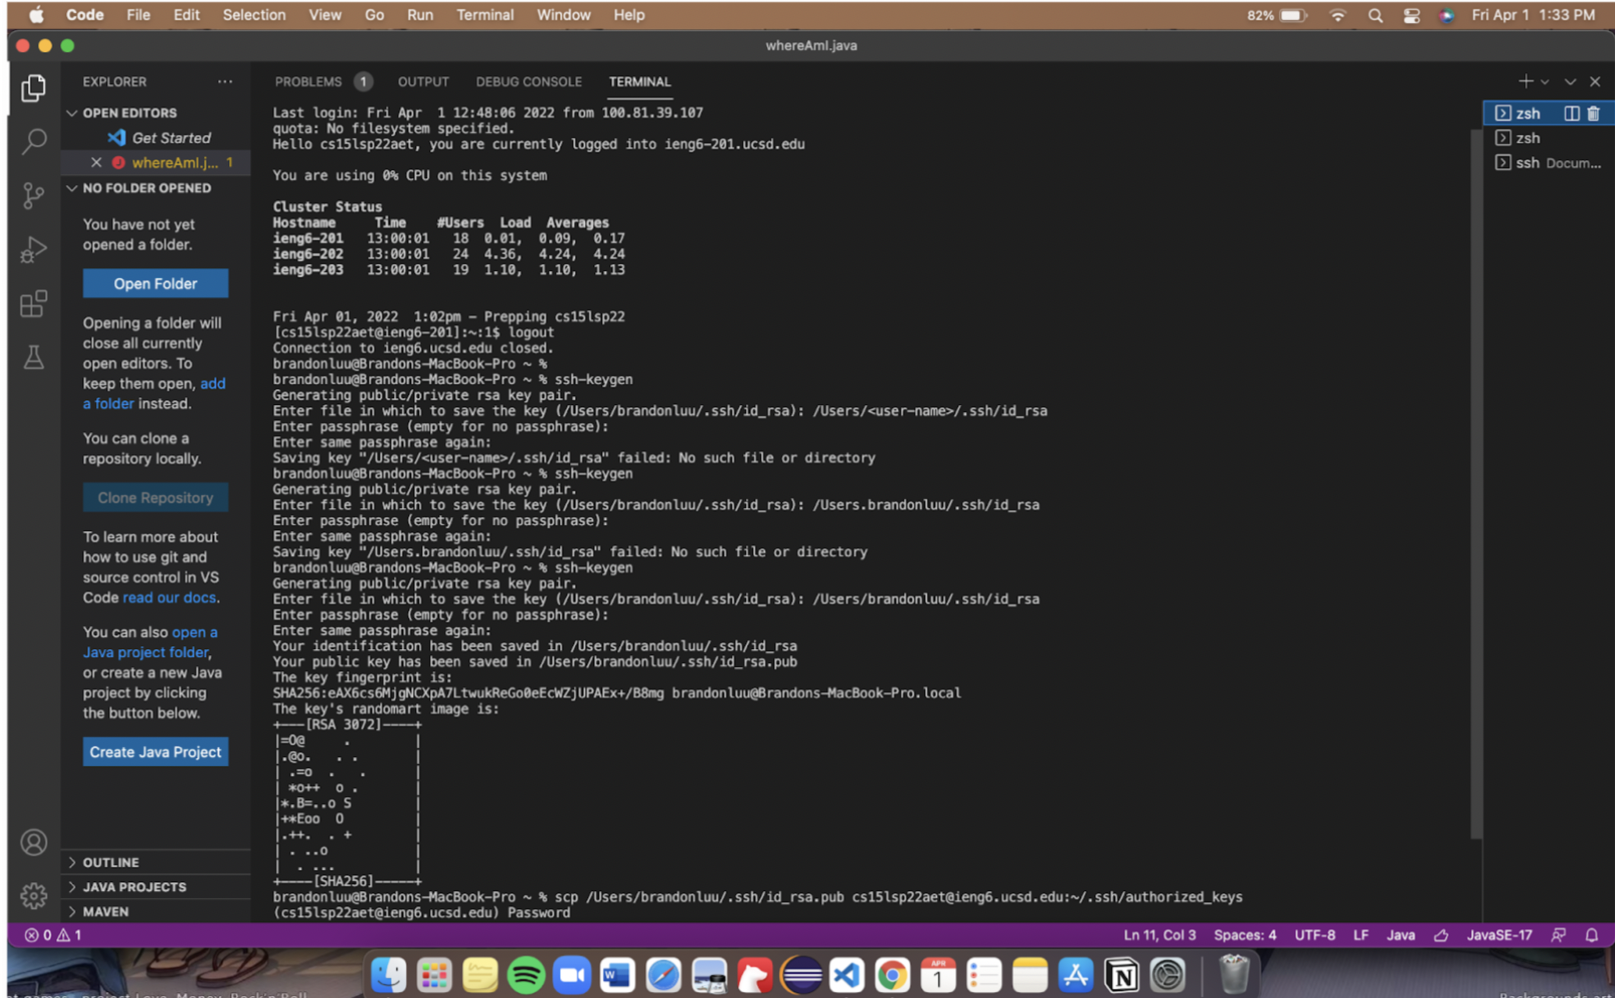 Code File Edit Selection View Go Run Terminal Window Help 82% Fri Apr 1 1:33 PM
whereAmI.java
EXPLORER ...
OPEN EDITORS
Get Started
whereAmI.j... 1
NO FOLDER OPENED
You have not yet
opened a folder.
Open Folder
Opening a folder will
close all currently
open editors. To
keep them open, add
a folder instead.
You can clone a
repository locally.
Clone Repository
To learn more about
how to use git and
source control in VS
Code read our docs.
You can also open a
Java project folder,
or create a new Java
project by clicking
the button below.
Create Java Project
OUTLINE
JAVA PROJECTS
MAVEN
PROBLEMS 1 OUTPUT DEBUG CONSOLE TERMINAL
Last login: Fri Apr  1 12:48:06 2022 from 100.81.39.107
quota: No filesystem specified.
Hello cs15lsp22aet, you are currently logged into ieng6-201.ucsd.edu
You are using 0% CPU on this system
Cluster Status
Hostname     Time    #Users  Load  Averages
ieng6-201   13:00:01   18  0.01,  0.09,  0.17
ieng6-202   13:00:01   24  4.36,  4.24,  4.24
ieng6-203   13:00:01   19  1.10,  1.10,  1.13
Fri Apr 01, 2022  1:02pm - Prepping cs15lsp22
[cs15lsp22aet@ieng6-201]:~:1$ logout
Connection to ieng6.ucsd.edu closed.
brandonluu@Brandons-MacBook-Pro ~ %
brandonluu@Brandons-MacBook-Pro ~ % ssh-keygen
Generating public/private rsa key pair.
Enter file in which to save the key (/Users/brandonluu/.ssh/id_rsa): /Users/<user-name>/.ssh/id_rsa
Enter passphrase (empty for no passphrase):
Enter same passphrase again:
Saving key "/Users/<user-name>/.ssh/id_rsa" failed: No such file or directory
brandonluu@Brandons-MacBook-Pro ~ % ssh-keygen
Generating public/private rsa key pair.
Enter file in which to save the key (/Users/brandonluu/.ssh/id_rsa): /Users.brandonluu/.ssh/id_rsa
Enter passphrase (empty for no passphrase):
Enter same passphrase again:
Saving key "/Users.brandonluu/.ssh/id_rsa" failed: No such file or directory
brandonluu@Brandons-MacBook-Pro ~ % ssh-keygen
Generating public/private rsa key pair.
Enter file in which to save the key (/Users/brandonluu/.ssh/id_rsa): /Users/brandonluu/.ssh/id_rsa
Enter passphrase (empty for no passphrase):
Enter same passphrase again:
Your identification has been saved in /Users/brandonluu/.ssh/id_rsa
Your public key has been saved in /Users/brandonluu/.ssh/id_rsa.pub
The key fingerprint is:
SHA256:eAX6cs6MjgNCXpA7LtwukReGo0eEcWZjUPAEx+/B8mg brandonluu@Brandons-MacBook-Pro.local
The key's randomart image is:
+---[RSA 3072]----+
|=O@     .        |
|.@o.   . .       |
| .=o  .   .      |
| *o++  o .       |
|*.B=..o S        |
|+*Eoo  O         |
|.++.  . +        |
| . ..o           |
|  . ...          |
+----[SHA256]-----+
brandonluu@Brandons-MacBook-Pro ~ % scp /Users/brandonluu/.ssh/id_rsa.pub cs15lsp22aet@ieng6.ucsd.edu:~/.ssh/authorized_keys
(cs15lsp22aet@ieng6.ucsd.edu) Password
zsh
zsh
ssh Docum...
0 1 Ln 11, Col 3 Spaces: 4 UTF-8 LF Java JavaSE-17
APR
1